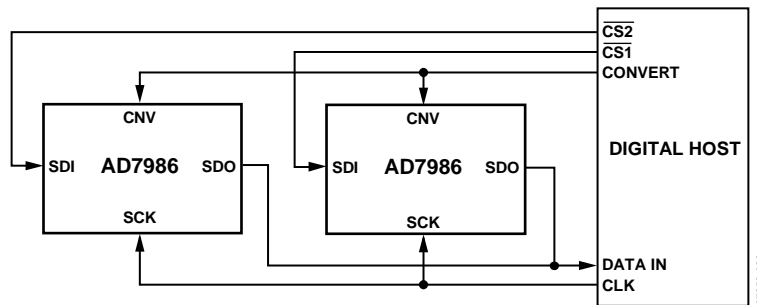 CS2
CS1
CONVERT
CNV
CNV
DIGITAL HOST
SDI AD7986 SDO
SDI AD7986 SDO
SCK
SCK
DATA IN
CLK